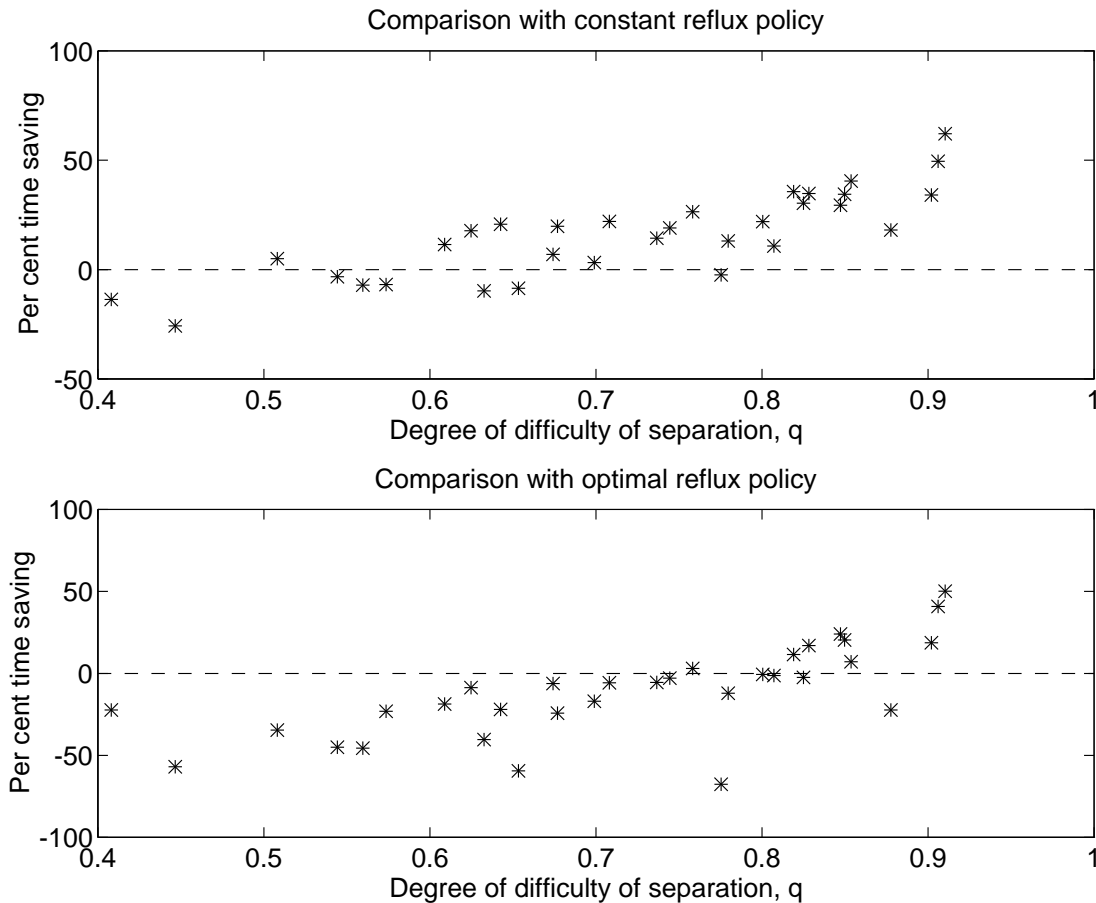 Comparison with constant reflux policy
100
50
0
-50
Per cent time saving
0.4 0.5 0.6 0.7 0.8 0.9 1
Degree of difficulty of separation, q
Comparison with optimal reflux policy
100
50
0
-50
-100
Per cent time saving
0.4 0.5 0.6 0.7 0.8 0.9 1
Degree of difficulty of separation, q